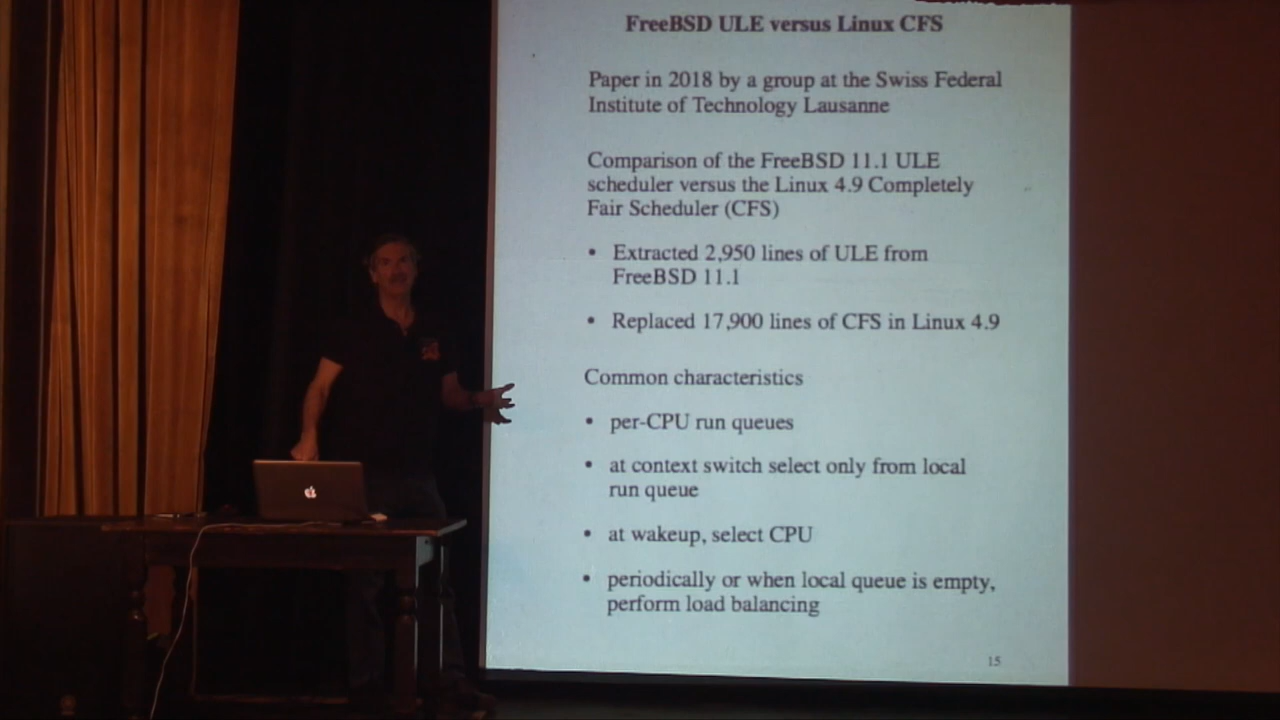 FreeBSD ULE versus Linux CFS
Paper in 2018 by a group at the Swiss Federal
Institute of Technology Lausanne
Comparison of the FreeBSD 11.1 ULE
scheduler versus the Linux 4.9 Completely
Fair Scheduler (CFS)
• Extracted 2,950 lines of ULE from
FreeBSD 11.1
• Replaced 17,900 lines of CFS in Linux 4.9
Common characteristics
• per-CPU run queues
• at context switch select only from local
run queue
• at wakeup, select CPU
• periodically or when local queue is empty,
perform load balancing
15